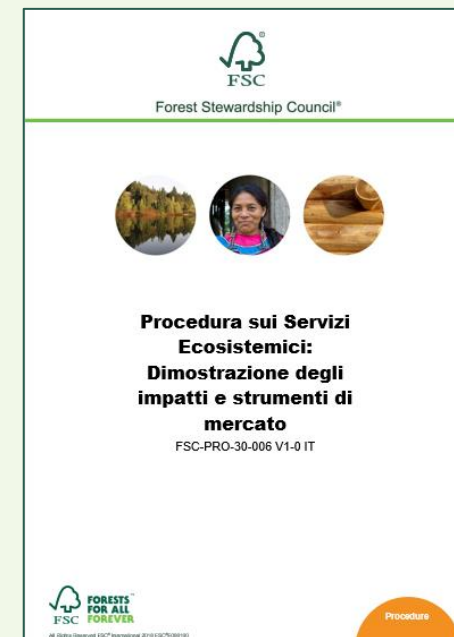 FSC®
Forest Stewardship Council®
Procedura sui Servizi
Ecosistemici:
Dimostrazione degli
impatti e strumenti di
mercato
FSC-PRO-30-006 V1-0 IT
FSC
FORESTS
FOR ALL
FOREVER
Procedure